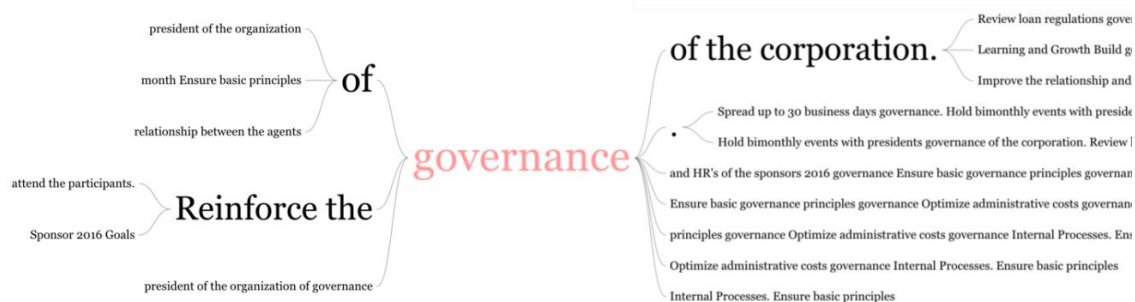 president of the organization
month Ensure basic principles
of
relationship between the agents
attend the participants.
Reinforce the
Sponsor 2016 Goals
president of the organization of governance
governance
of the corporation.
Review loan regulations gover
Learning and Growth Build g
Improve the relationship and
.
Spread up to 30 business days governance. Hold bimonthly events with preside
Hold bimonthly events with presidents governance of the corporation. Review
and HR's of the sponsors 2016 governance Ensure basic governance principles governan
Ensure basic governance principles governance Optimize administrative costs governanc
principles governance Optimize administrative costs governance Internal Processes. Ens
Optimize administrative costs governance Internal Processes. Ensure basic principles
Internal Processes. Ensure basic principles